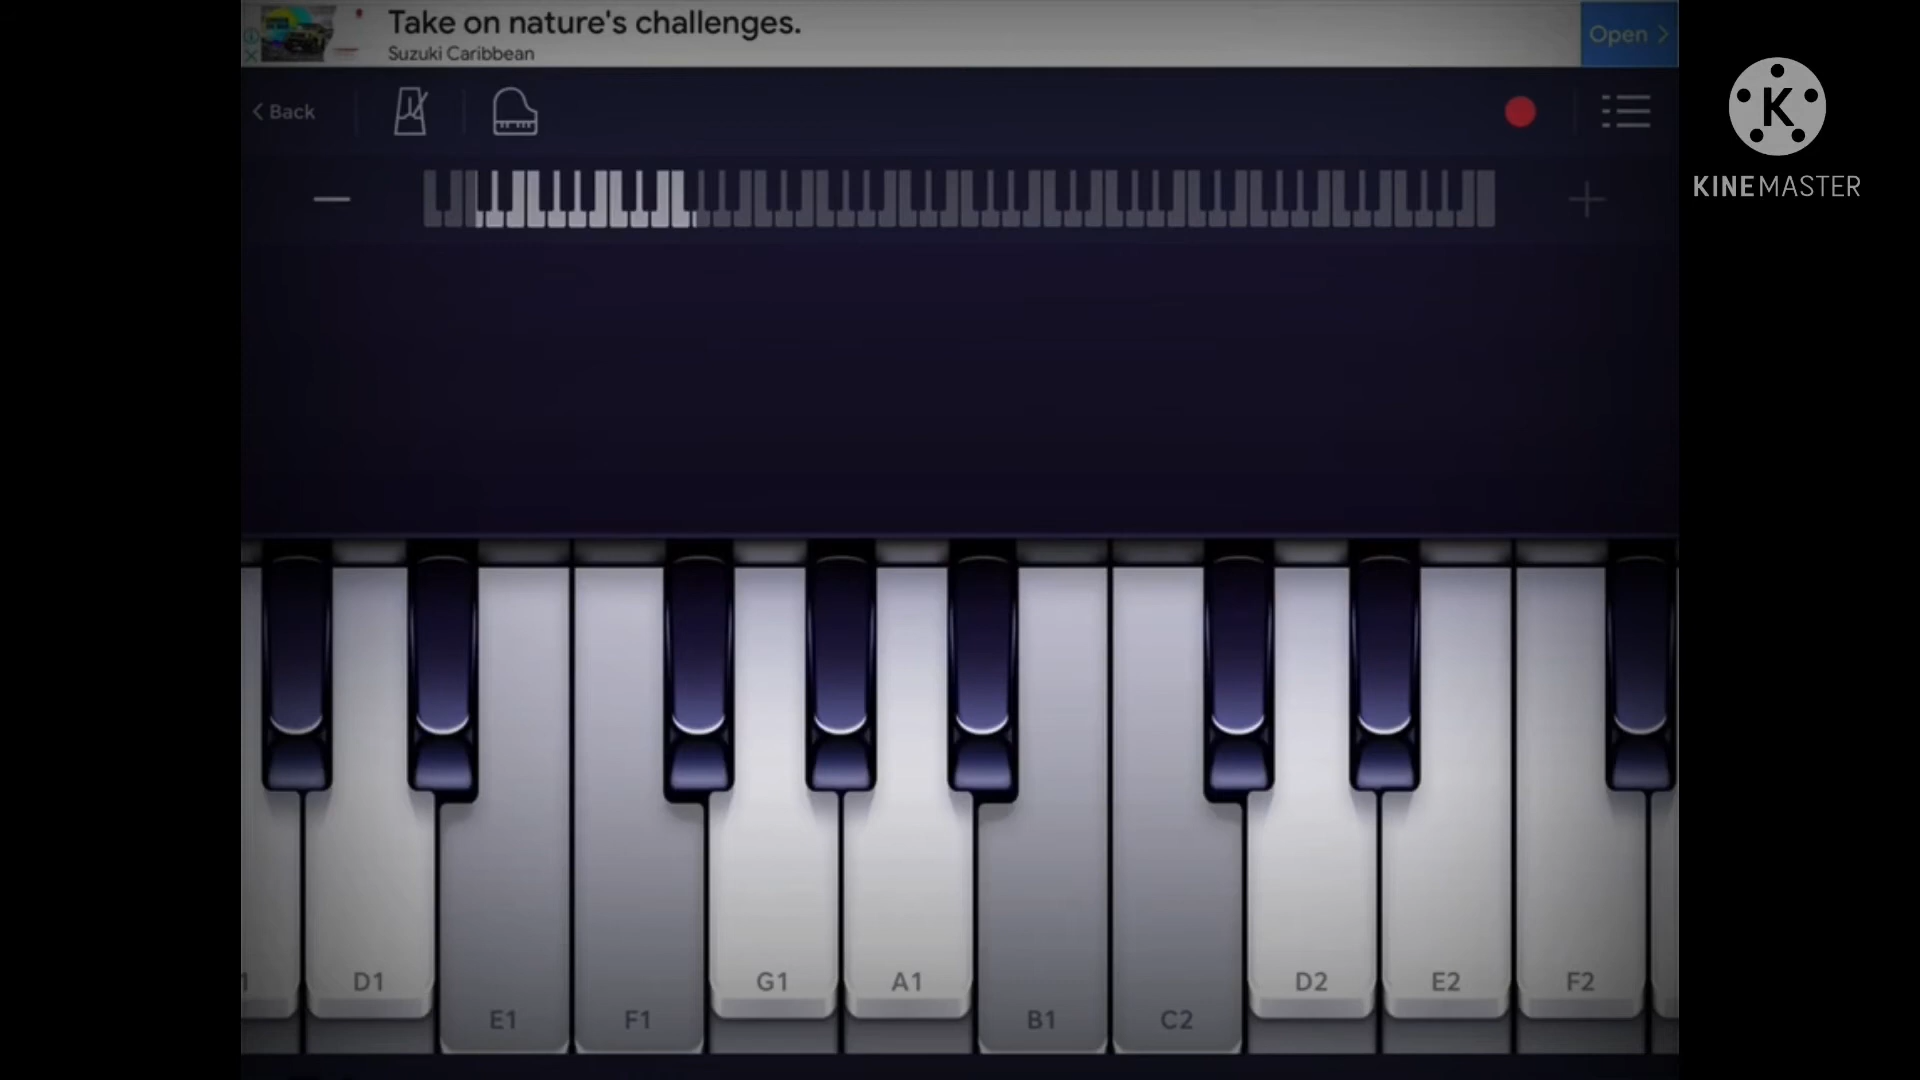 Take on nature's challenges.
Suzuki Caribbean
Open
Back
KINEMASTER
D1
G1
A1
D2
E2
F2
E1
F1
B1
C2